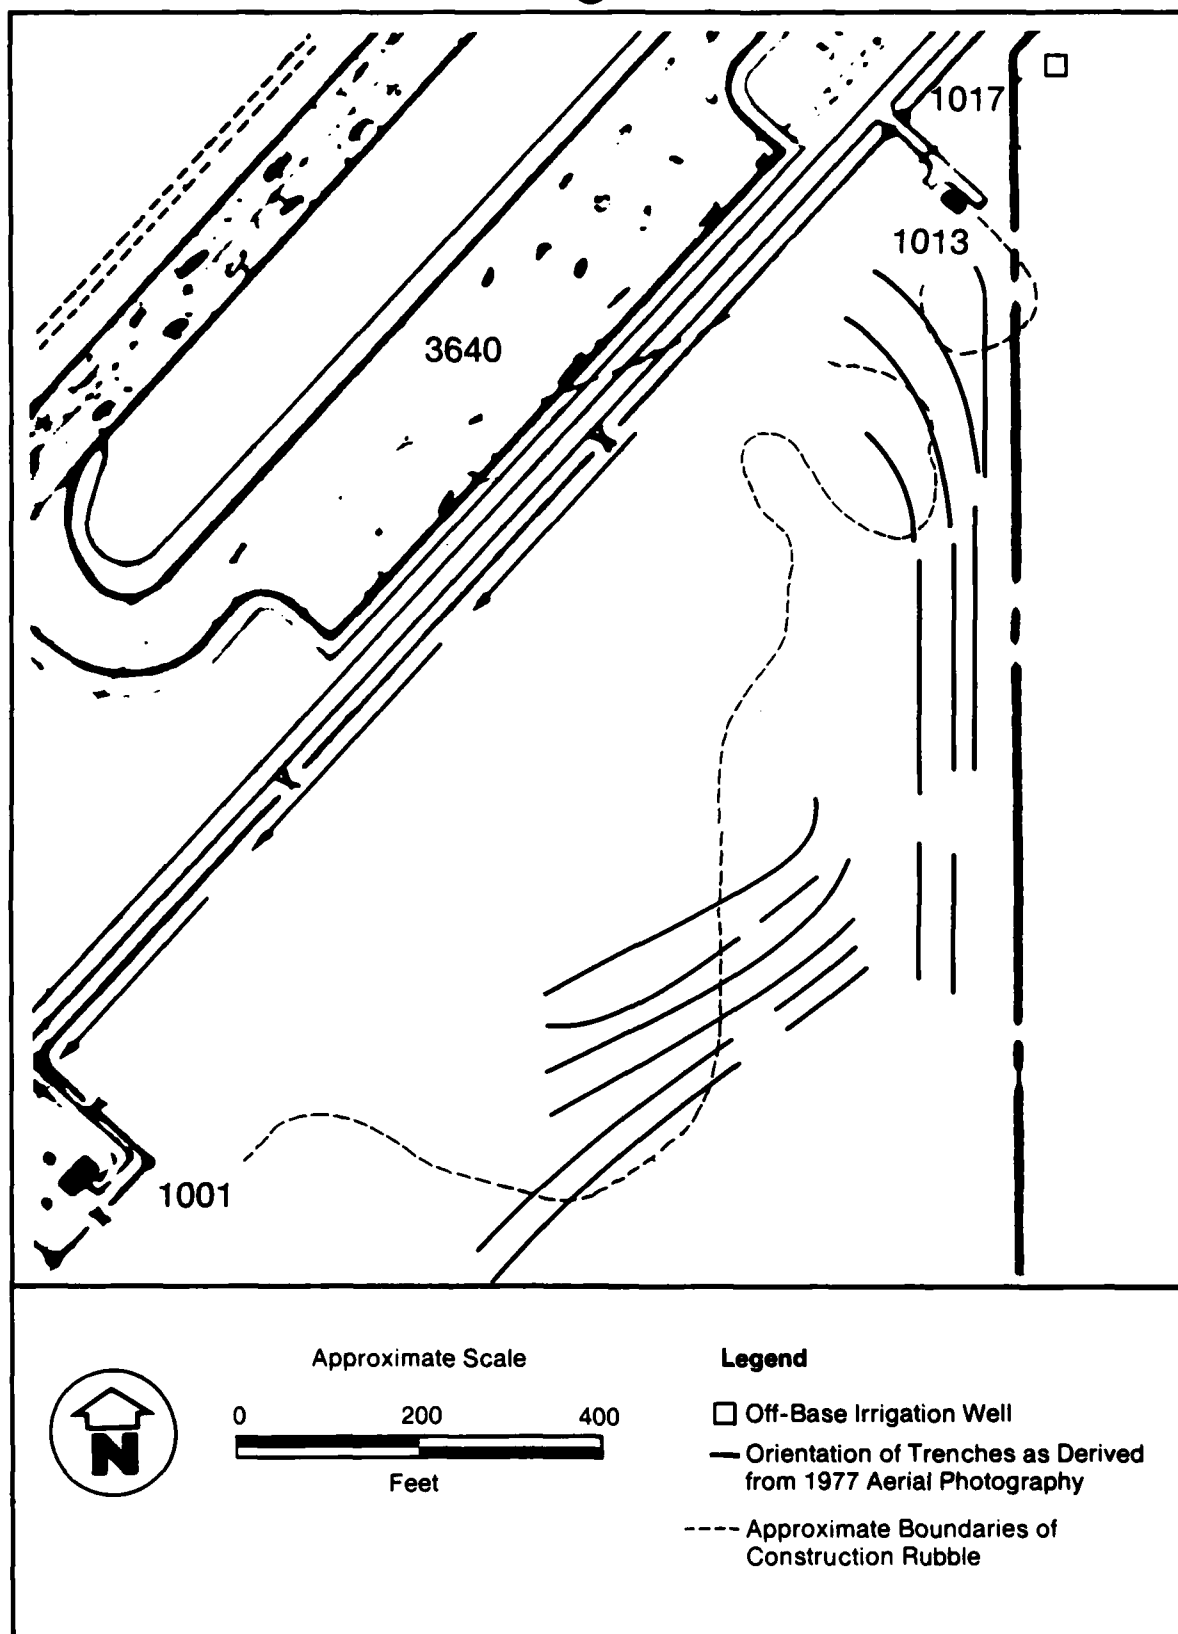 1017
1013
3640
1001
Approximate Scale
0 200 400
Feet
N
Legend
Off-Base Irrigation Well
Orientation of Trenches as Derived
from 1977 Aerial Photography
Approximate Boundaries of
Construction Rubble